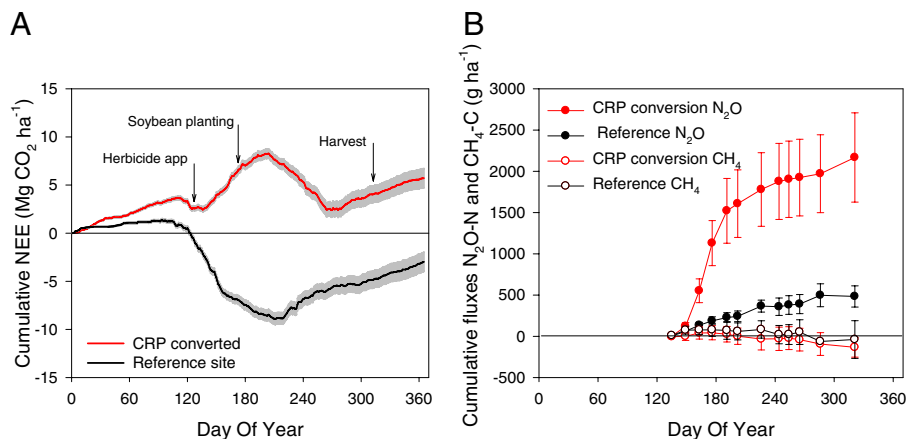 A
Cumulative NEE (Mg CO₂ ha⁻¹)
15
10
5
0
-5
-10
-15
Herbicide app
Soybean planting
Harvest
CRP converted
Reference site
0 60 120 180 240 300 360
Day Of Year
B
Cumulative fluxes N₂O-N and CH₄-C (g ha⁻¹)
3000
2500
2000
1500
1000
500
0
-500
CRP conversion N₂O
Reference N₂O
CRP conversion CH₄
Reference CH₄
0 60 120 180 240 300 360
Day Of Year